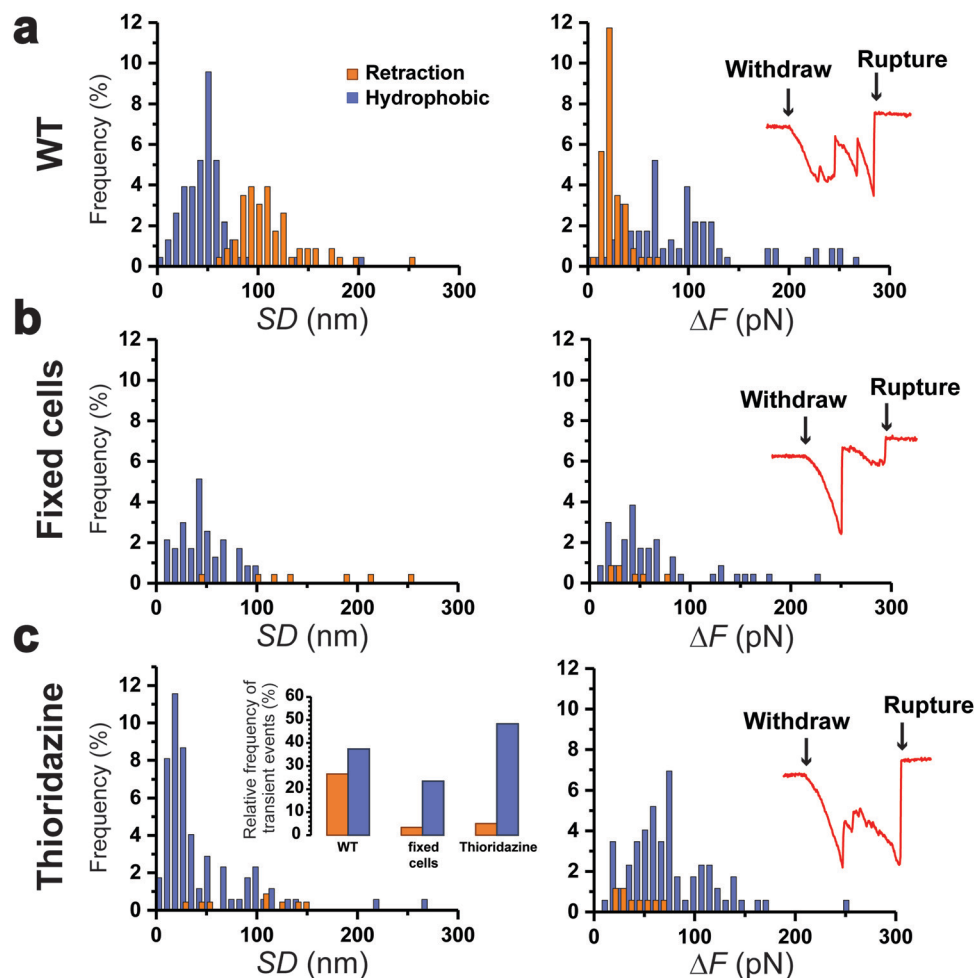 a
WT
Frequency (%)
12
10
8
6
4
2
0
0 100 200 300
SD (nm)
Retraction
Hydrophobic
12
10
8
6
4
2
0
0 100 200 300
ΔF (pN)
Withdraw
Rupture
b
Fixed cells
Frequency (%)
12
10
8
6
4
2
0
0 100 200 300
SD (nm)
12
10
8
6
4
2
0
0 100 200 300
ΔF (pN)
Withdraw
Rupture
c
Thioridazine
Frequency (%)
12
10
8
6
4
2
0
0 100 200 300
SD (nm)
Relative frequency of
transient events (%)
60
50
40
30
20
10
0
WT
fixed
cells
Thioridazine
12
10
8
6
4
2
0
0 100 200 300
ΔF (pN)
Withdraw
Rupture